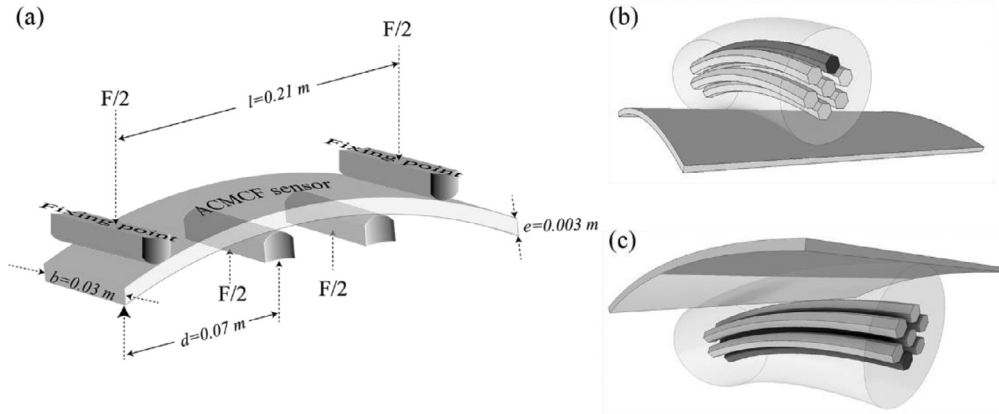 (a)
F/2
l=0.21 m
F/2
Fixing point
ACMCF sensor
Fixing point
e=0.003 m
b=0.03 m
F/2
F/2
d=0.07 m
(b)
(c)